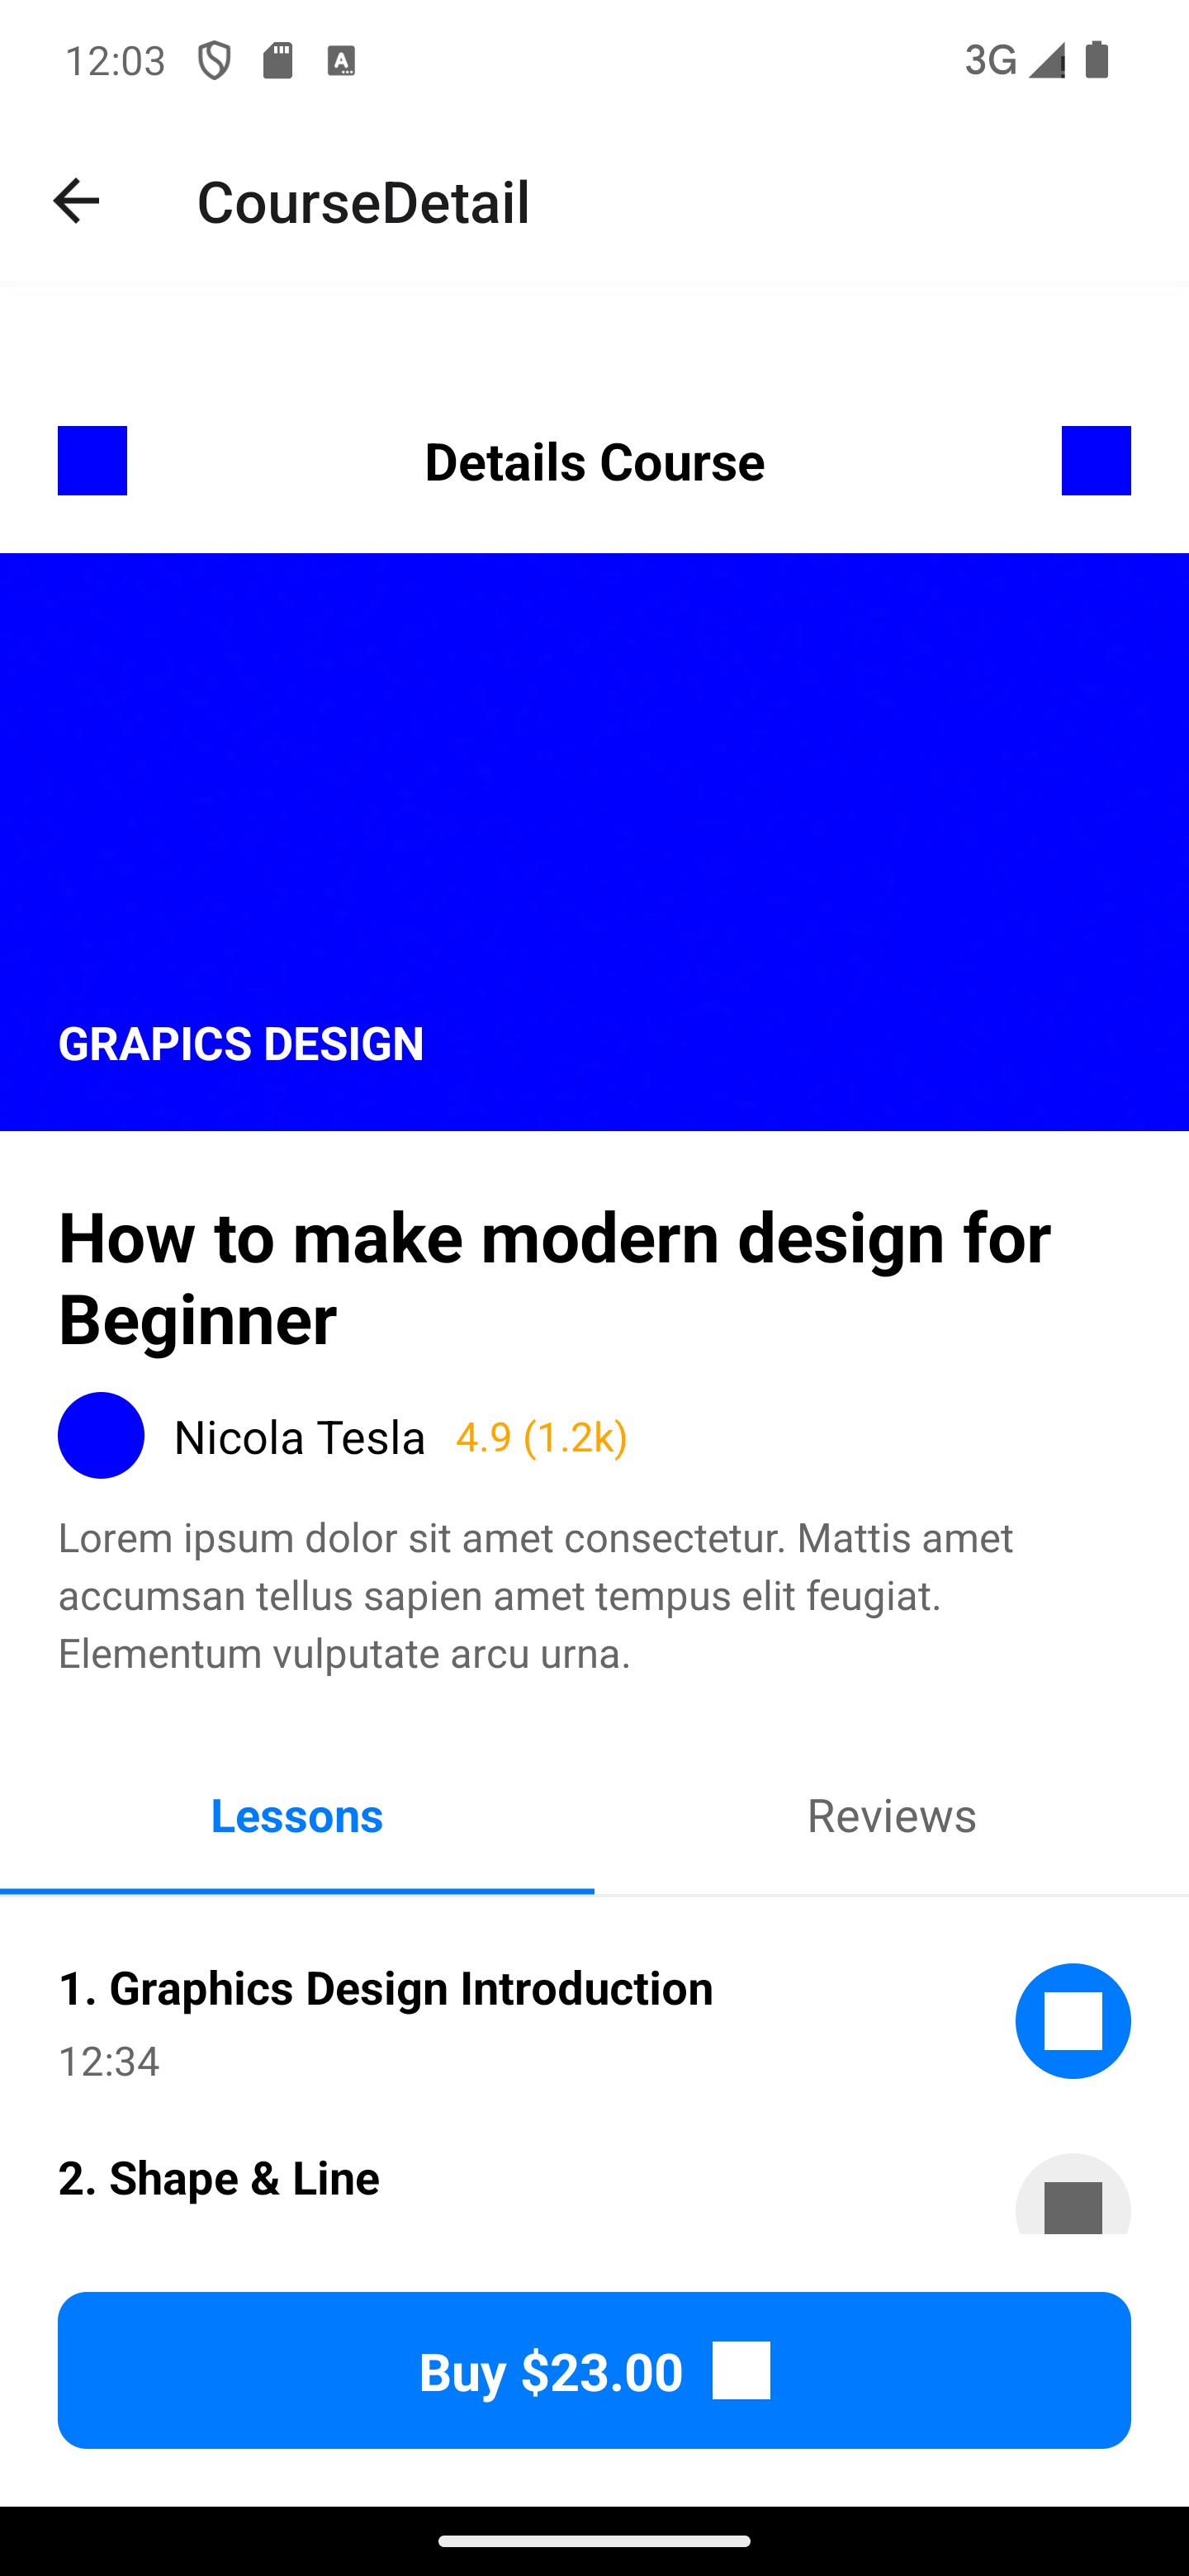 12:03
3G
CourseDetail
Details Course
GRAPICS DESIGN
How to make modern design for
Beginner
Nicola Tesla 4.9 (1.2k)
Lorem ipsum dolor sit amet consectetur. Mattis amet
accumsan tellus sapien amet tempus elit feugiat.
Elementum vulputate arcu urna.
Lessons
Reviews
1. Graphics Design Introduction
12:34
2. Shape & Line
Buy $23.00